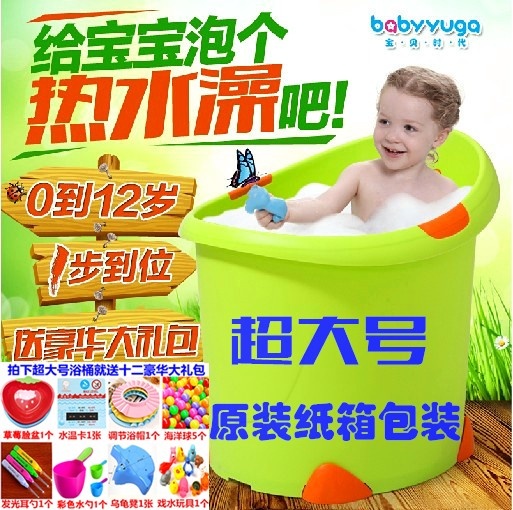 babyyuga
宝·贝·时·代
给宝宝泡个
热水澡吧!
0到12岁
1步到位
送豪华大礼包
超大号
原装纸箱包装
拍下超大号浴桶就送十二豪华大礼包
草莓脸盆1个 水温卡1张 调节浴帽1个 海洋球5个
发光耳勺1个 彩色水勺1个 乌龟凳1张 戏水玩具1个